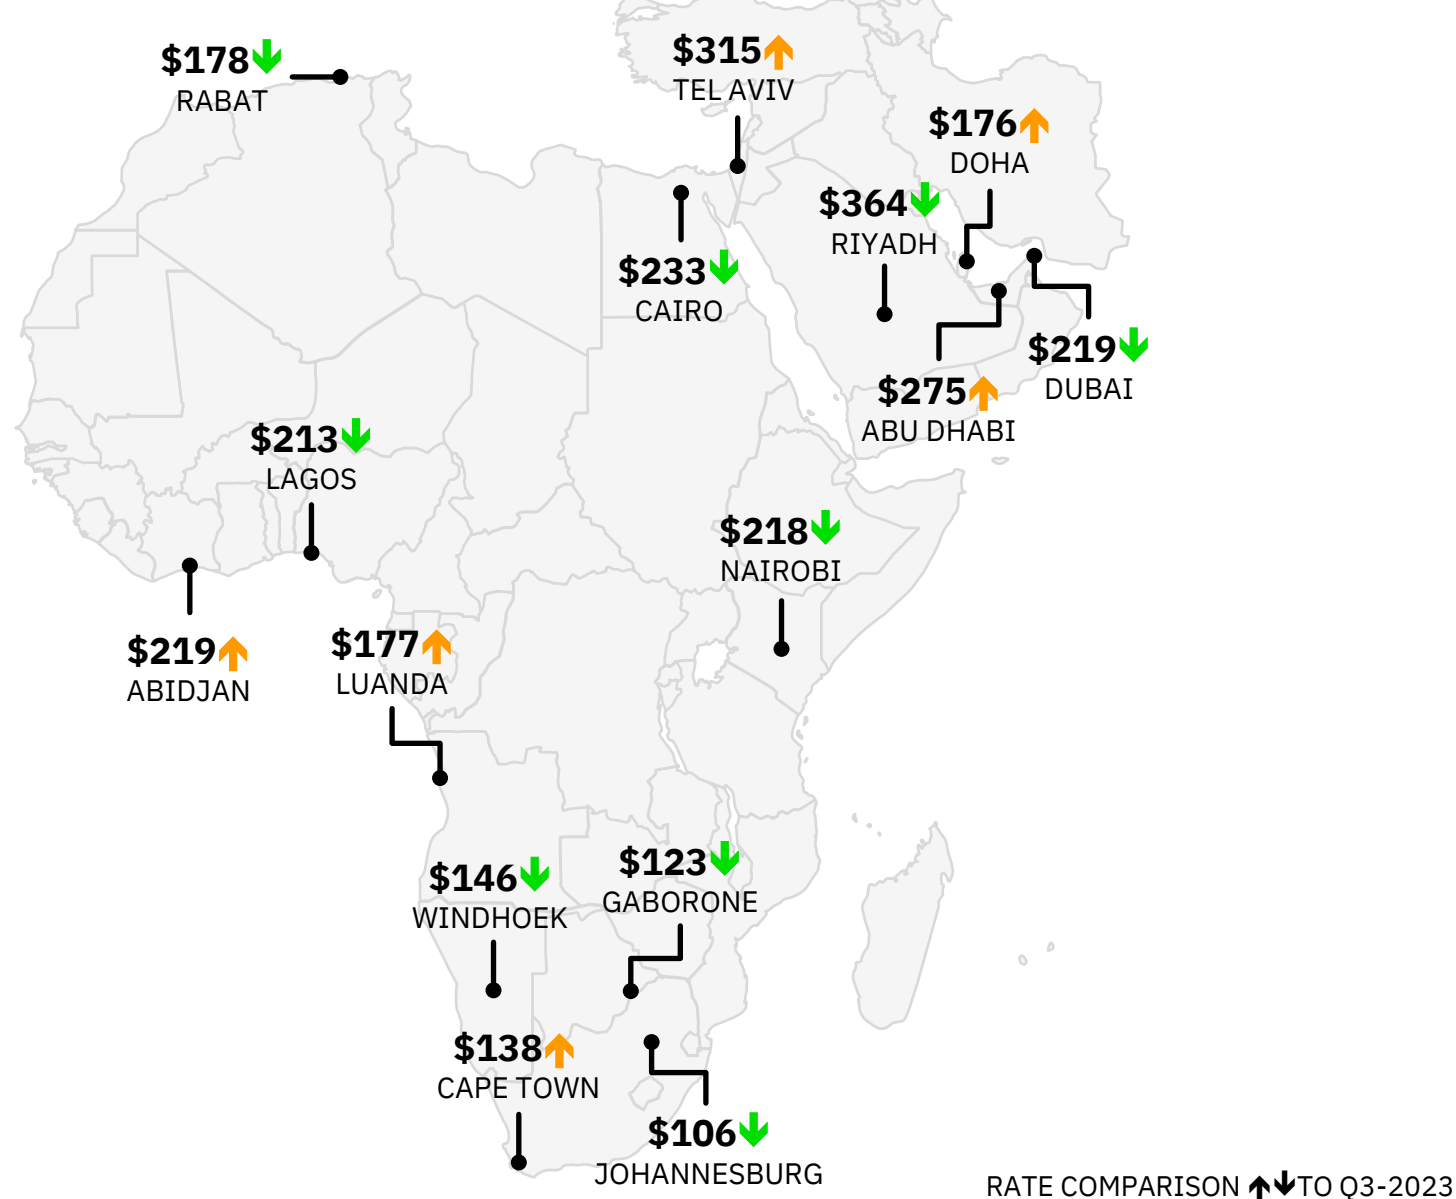 $178
RABAT
$315
TEL AVIV
$176
DOHA
$364
RIYADH
$233
CAIRO
$219
DUBAI
$275
ABU DHABI
$213
LAGOS
$218
NAIROBI
$219
ABIDJAN
$177
LUANDA
$146
WINDHOEK
$123
GABORONE
$138
CAPE TOWN
$106
JOHANNESBURG
RATE COMPARISON ↑↓TO Q3-2023